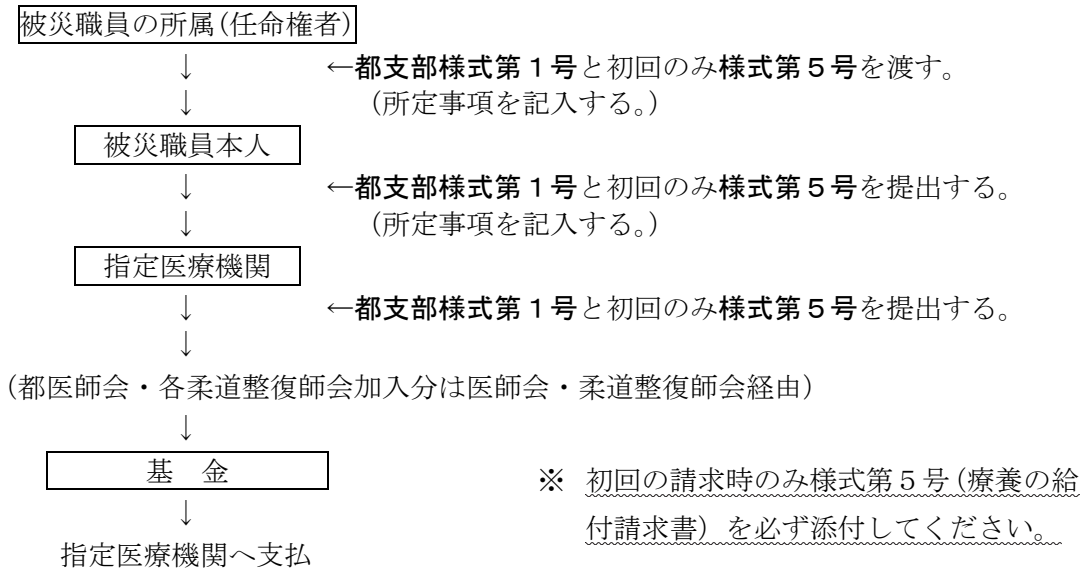 被災職員の所属(任命権者)
↓ ←都支部様式第1号と初回のみ様式第5号を渡す。
↓ (所定事項を記入する。)
被災職員本人
↓ ←都支部様式第1号と初回のみ様式第5号を提出する。
↓ (所定事項を記入する。)
指定医療機関
↓ ←都支部様式第1号と初回のみ様式第5号を提出する。
↓
(都医師会・各柔道整復師会加入分は医師会・柔道整復師会経由)
↓
基 金
↓
指定医療機関へ支払
※ 初回の請求時のみ様式第5号(療養の給
付請求書)を必ず添付してください。